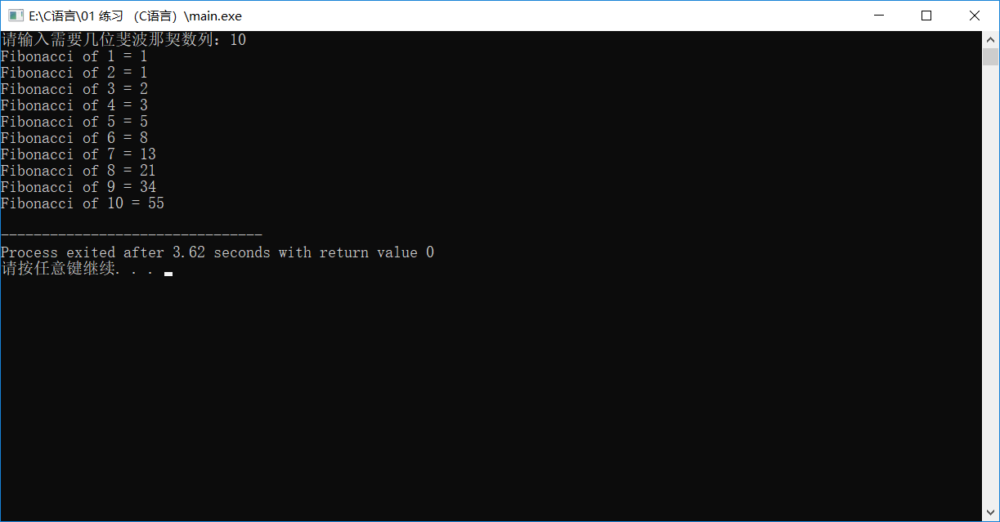 E:\C语言\01 练习 （C语言）\main.exe
请输入需要几位斐波那契数列：10
Fibonacci of 1 = 1
Fibonacci of 2 = 1
Fibonacci of 3 = 2
Fibonacci of 4 = 3
Fibonacci of 5 = 5
Fibonacci of 6 = 8
Fibonacci of 7 = 13
Fibonacci of 8 = 21
Fibonacci of 9 = 34
Fibonacci of 10 = 55
--------------------------------
Process exited after 3.62 seconds with return value 0
请按任意键继续. . .